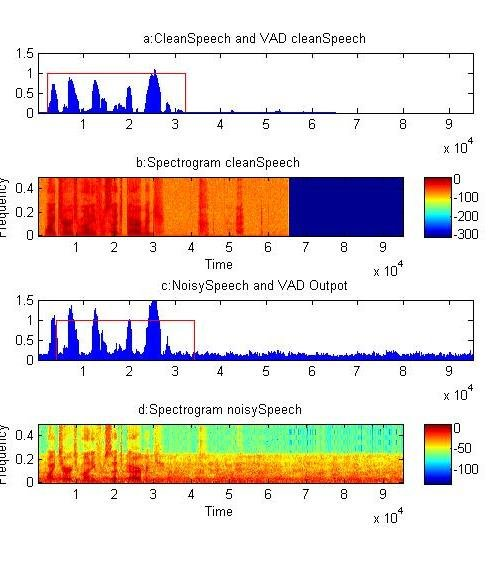 a:CleanSpeech and VAD cleanSpeech
1.5
1
0.5
0
1 2 3 4 5 6 7 8 9
x 10^4
b:Spectrogram cleanSpeech
Frequency
0.4
0.2
0
1 2 3 4 5 6 7 8 9
Time
x 10^4
0
-100
-200
-300
c:NoisySpeech and VAD Outpot
1.5
1
0.5
0
1 2 3 4 5 6 7 8 9
x 10^4
d:Spectrogram noisySpeech
Frequency
0.4
0.2
0
1 2 3 4 5 6 7 8 9
Time
x 10^4
0
-50
-100